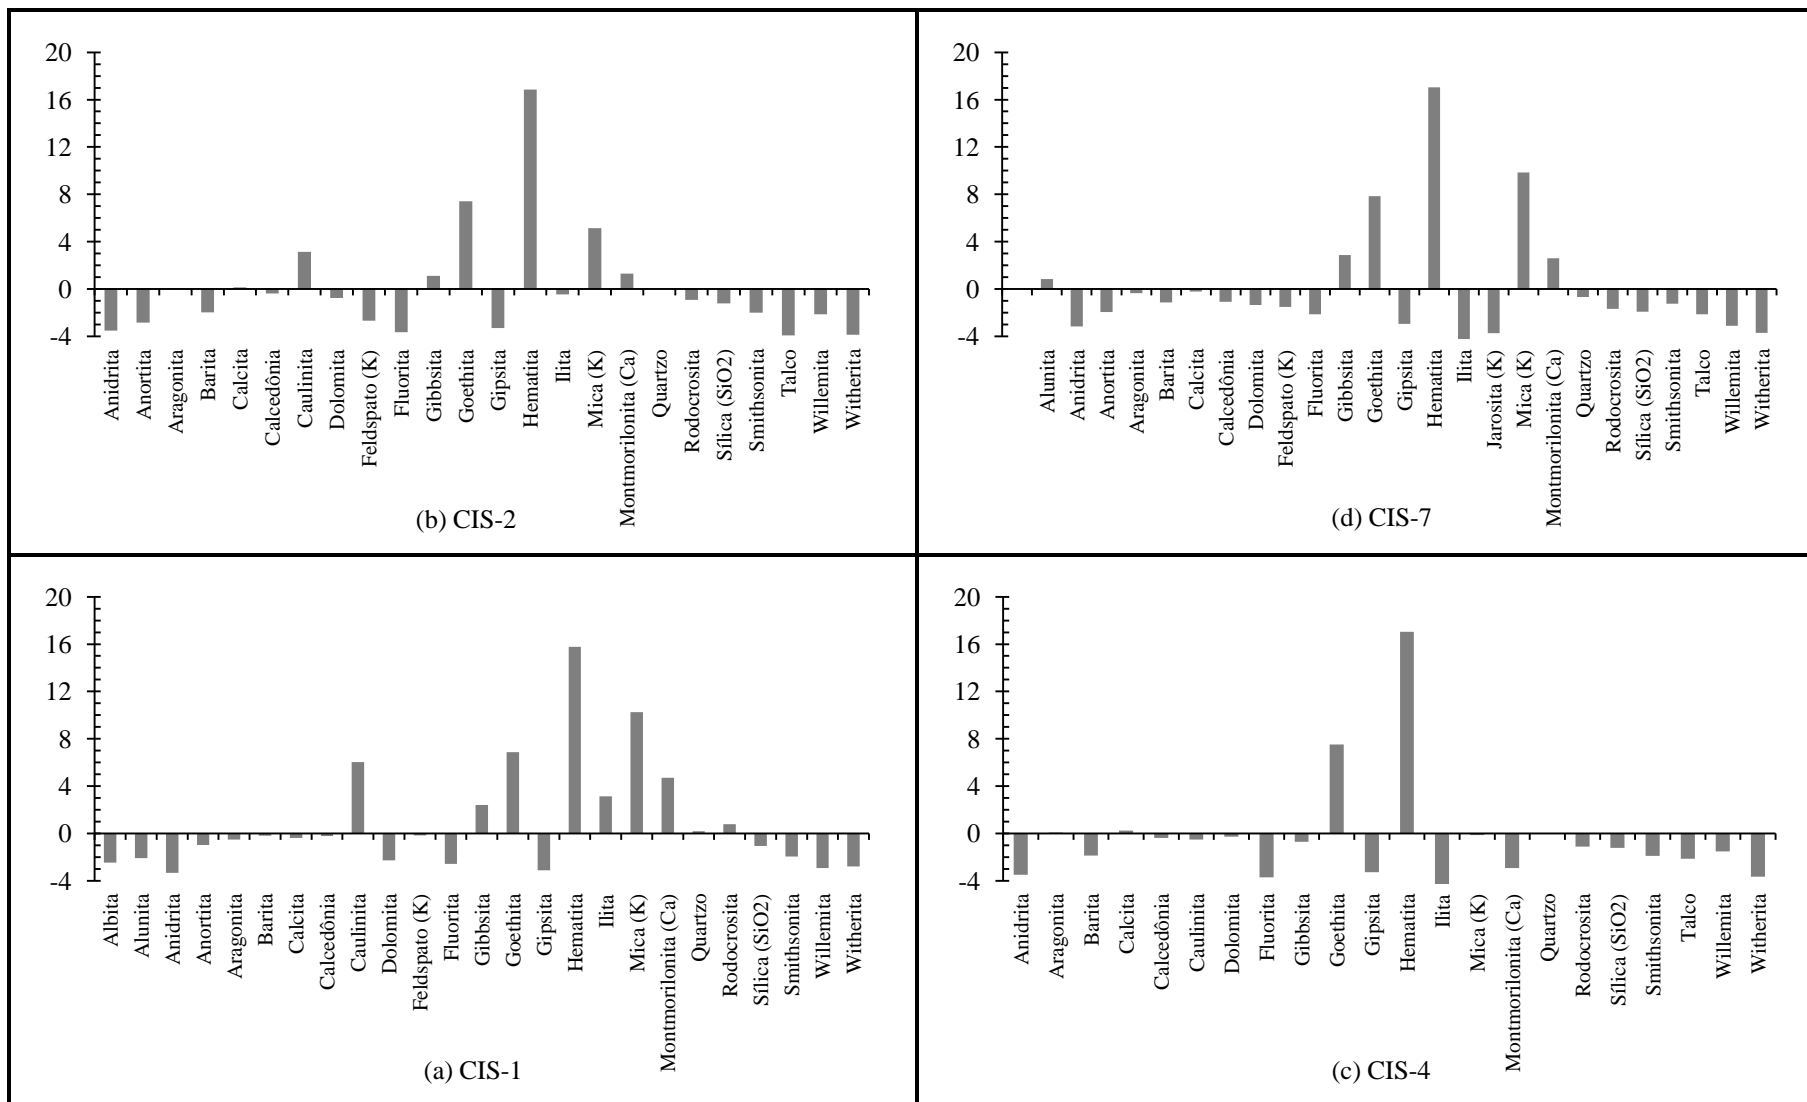 20
16
12
8
4
0
-4
Anidrita
Anortita
Aragonita
Barita
Calcita
Calcedônia
Caulinita
Dolomita
Feldspato (K)
Fluorita
Gibbsita
Goethita
Gipsita
Hematita
Ilita
Mica (K)
Montmorilonita (Ca)
Quartzo
Rodocrosita
Sílica (SiO2)
Smithsonita
Talco
Willemita
Witherita
(b) CIS-2
20
16
12
8
4
0
-4
Alunita
Anidrita
Anortita
Aragonita
Barita
Calcita
Calcedônia
Dolomita
Feldspato (K)
Fluorita
Gibbsita
Goethita
Gipsita
Hematita
Ilita
Jarosita (K)
Mica (K)
Montmorilonita (Ca)
Quartzo
Rodocrosita
Sílica (SiO2)
Smithsonita
Talco
Willemita
Witherita
(d) CIS-7
20
16
12
8
4
0
-4
Albita
Alunita
Anidrita
Anortita
Aragonita
Barita
Calcita
Calcedônia
Caulinita
Dolomita
Feldspato (K)
Fluorita
Gibbsita
Goethita
Gipsita
Hematita
Ilita
Mica (K)
Montmorilonita (Ca)
Quartzo
Rodocrosita
Sílica (SiO2)
Smithsonita
Willemita
Witherita
(a) CIS-1
20
16
12
8
4
0
-4
Anidrita
Aragonita
Barita
Calcita
Calcedônia
Caulinita
Dolomita
Fluorita
Gibbsita
Goethita
Gipsita
Hematita
Ilita
Mica (K)
Montmorilonita (Ca)
Quartzo
Rodocrosita
Sílica (SiO2)
Smithsonita
Talco
Willemita
Witherita
(c) CIS-4